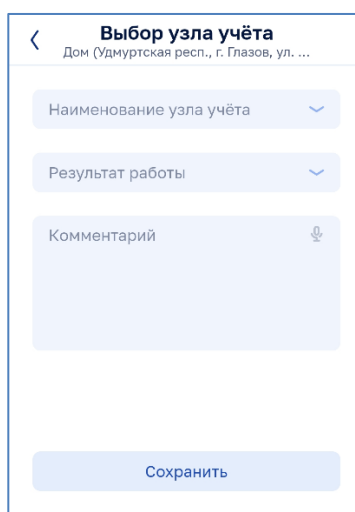 Выбор узла учёта
Дом (Удмуртская респ., г. Глазов, ул. ...
Наименование узла учёта
Результат работы
Комментарий
Сохранить